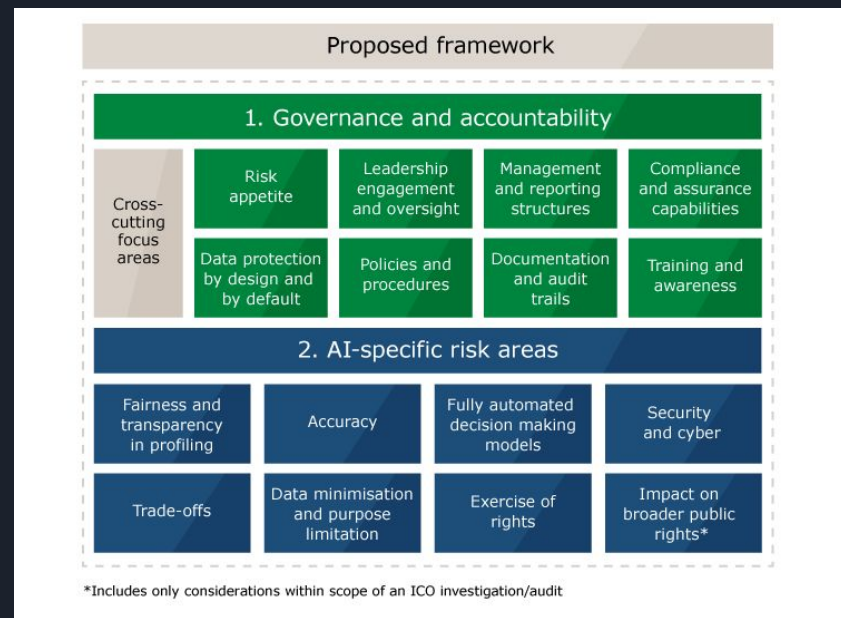 Proposed framework
1. Governance and accountability
Cross-
cutting
focus
areas
Risk
appetite
Leadership
engagement
and oversight
Management
and reporting
structures
Compliance
and assurance
capabilities
Data protection
by design and
by default
Policies and
procedures
Documentation
and audit
trails
Training and
awareness
2. AI-specific risk areas
Fairness and
transparency
in profiling
Accuracy
Fully automated
decision making
models
Security
and cyber
Trade-offs
Data minimisation
and purpose
limitation
Exercise of
rights
Impact on
broader public
rights*
*Includes only considerations within scope of an ICO investigation/audit